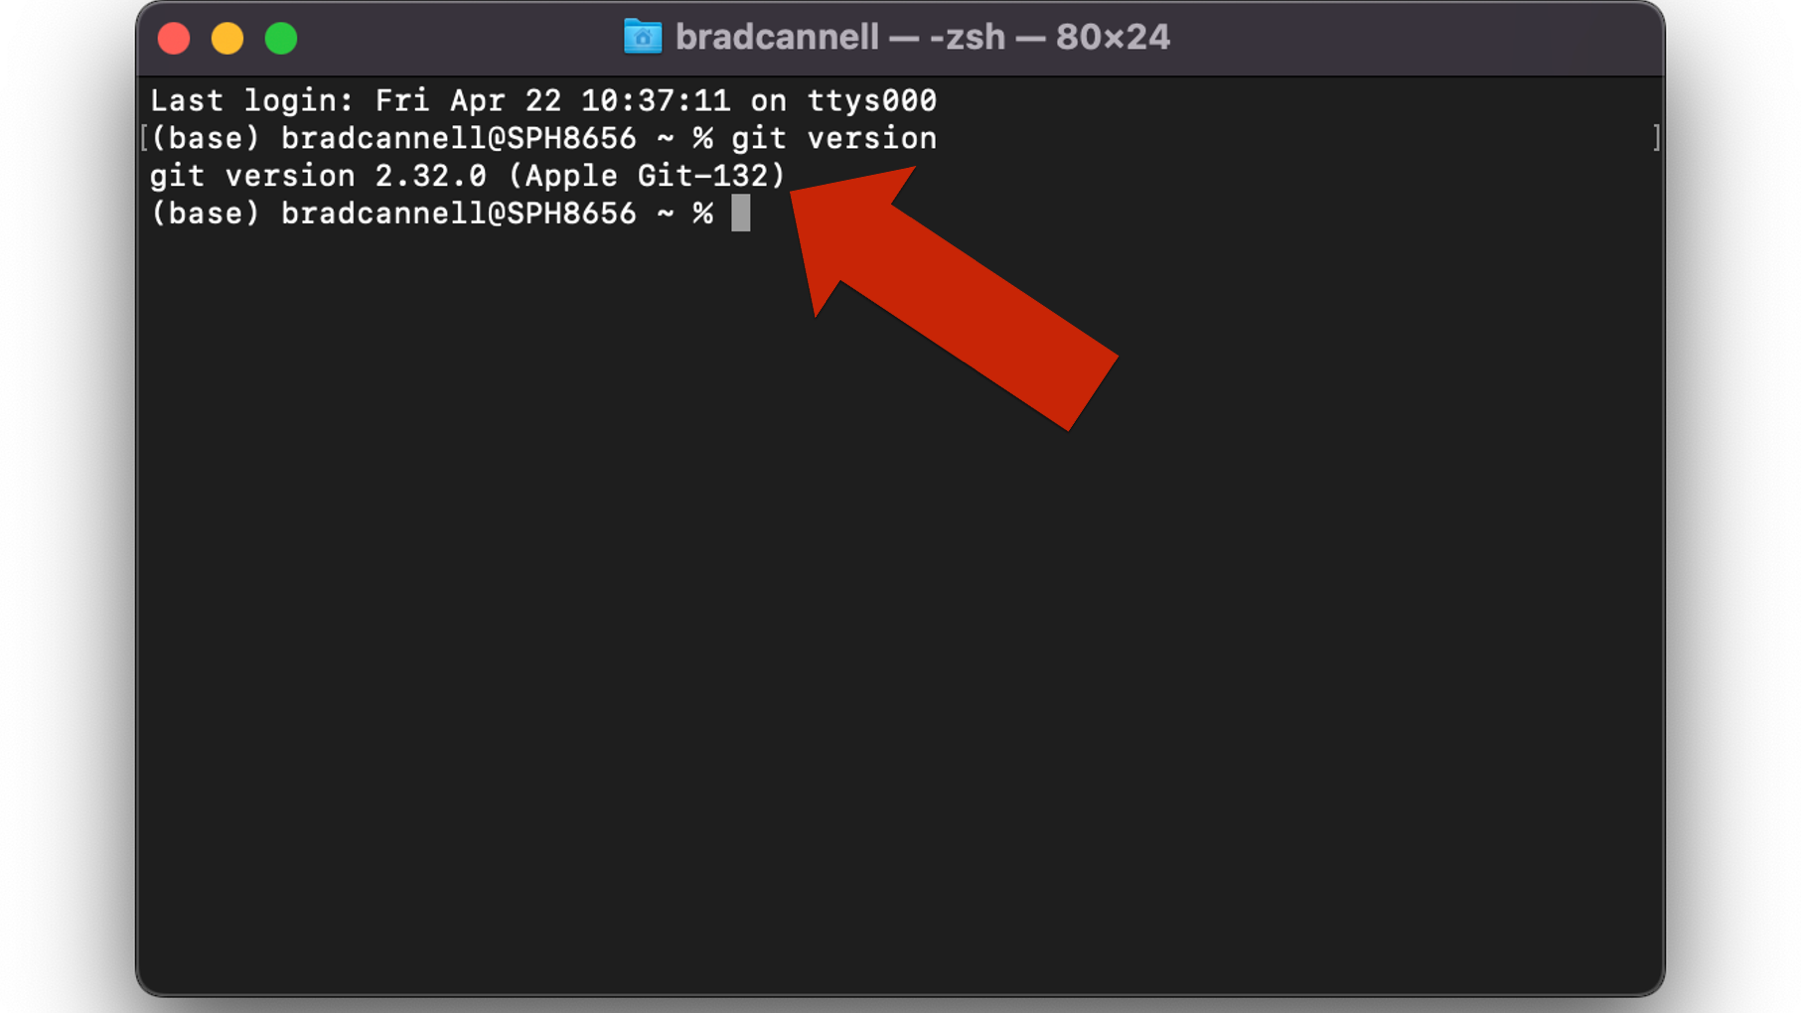 bradcannell — -zsh — 80×24
Last login: Fri Apr 22 10:37:11 on ttys000
[(base) bradcannell@SPH8656 ~ % git version ]
git version 2.32.0 (Apple Git-132)
(base) bradcannell@SPH8656 ~ %